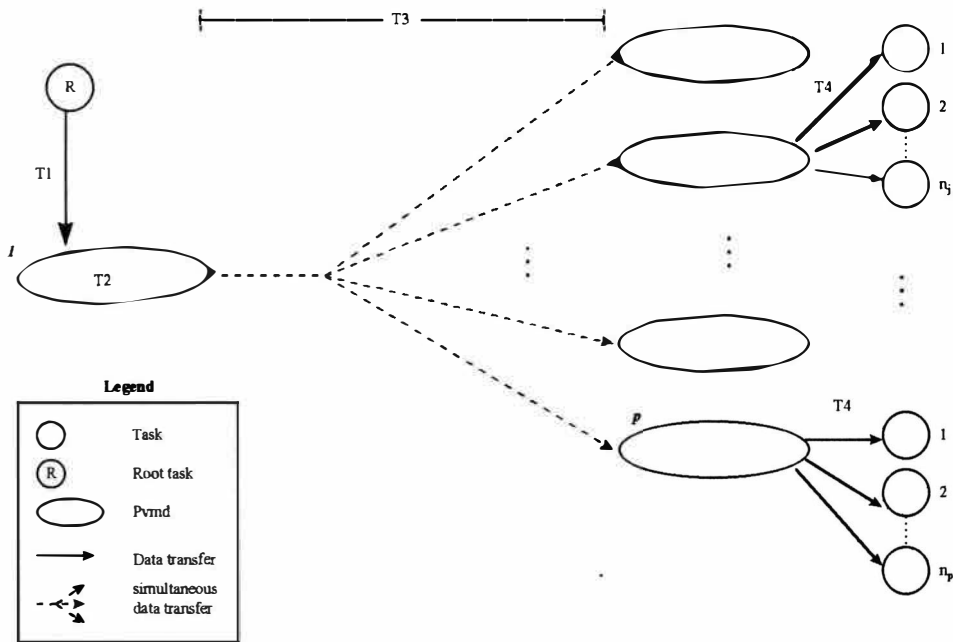 T3
R
T4
1
2
n_j
T1
1
T2
Legend
Task
R
Root task
Pvmd
Data transfer
simultaneous
data transfer
p
T4
1
2
n_p